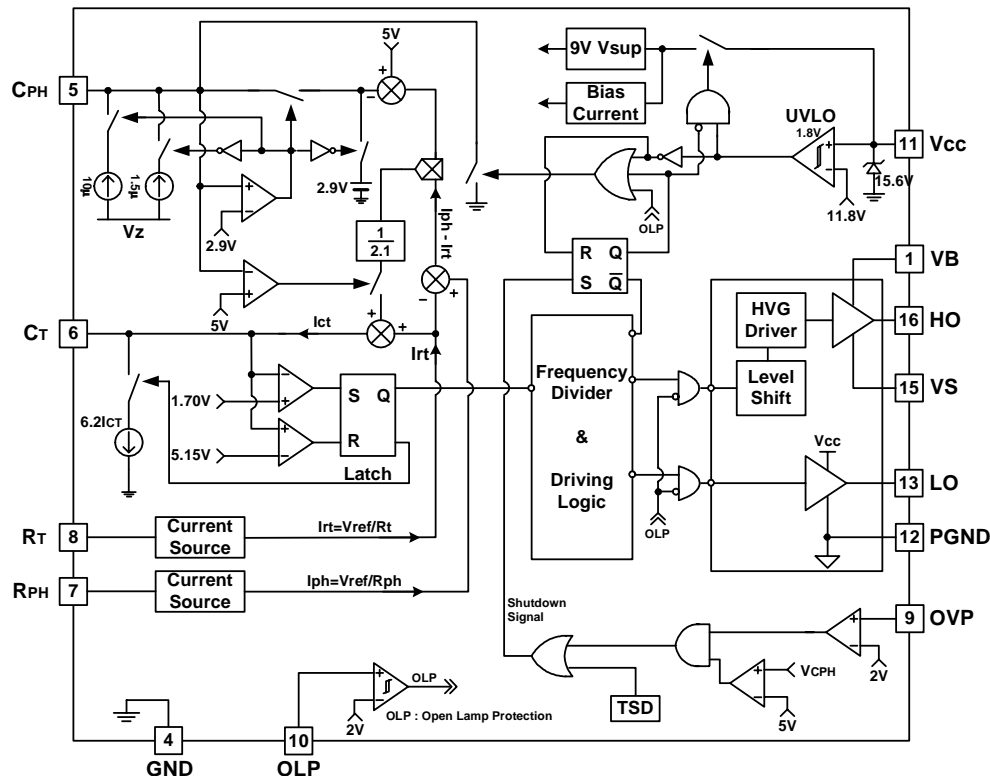 5V
9V Vsup
CPH
5
Bias
Current
UVLO
1.8V
11
Vcc
10μ
1.5μ
2.9V
15.6V
11.8V
OLP
Vz
2.9V
1
2.1
Iph - Irt
R Q
S Q
1
VB
5V
CT
6
Ict
Irt
HVG
Driver
16
HO
Frequency
Divider
&
Driving
Logic
Level
Shift
15
VS
1.70V
S Q
R
6.2ICT
5.15V
Latch
Vcc
13
LO
RT
8
Current
Source
Irt=Vref/Rt
OLP
12
PGND
RPH
7
Current
Source
Iph=Vref/Rph
Shutdown
Signal
9
OVP
VCPH
2V
5V
TSD
OLP
2V
OLP : Open Lamp Protection
4
GND
10
OLP